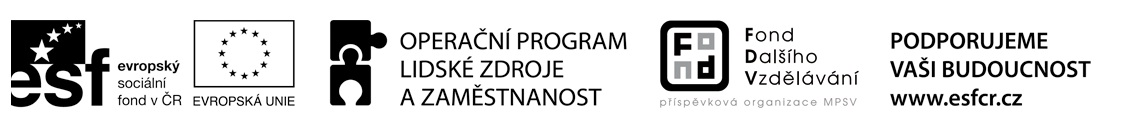 esf
evropský
sociální
fond v ČR
EVROPSKÁ UNIE
OPERAČNÍ PROGRAM
LIDSKÉ ZDROJE
A ZAMĚSTNANOST
Fond
Fond
Dalšího
Vzdělávání
příspěvková organizace MPSV
PODPORUJEME
VAŠI BUDOUCNOST
www.esfcr.cz